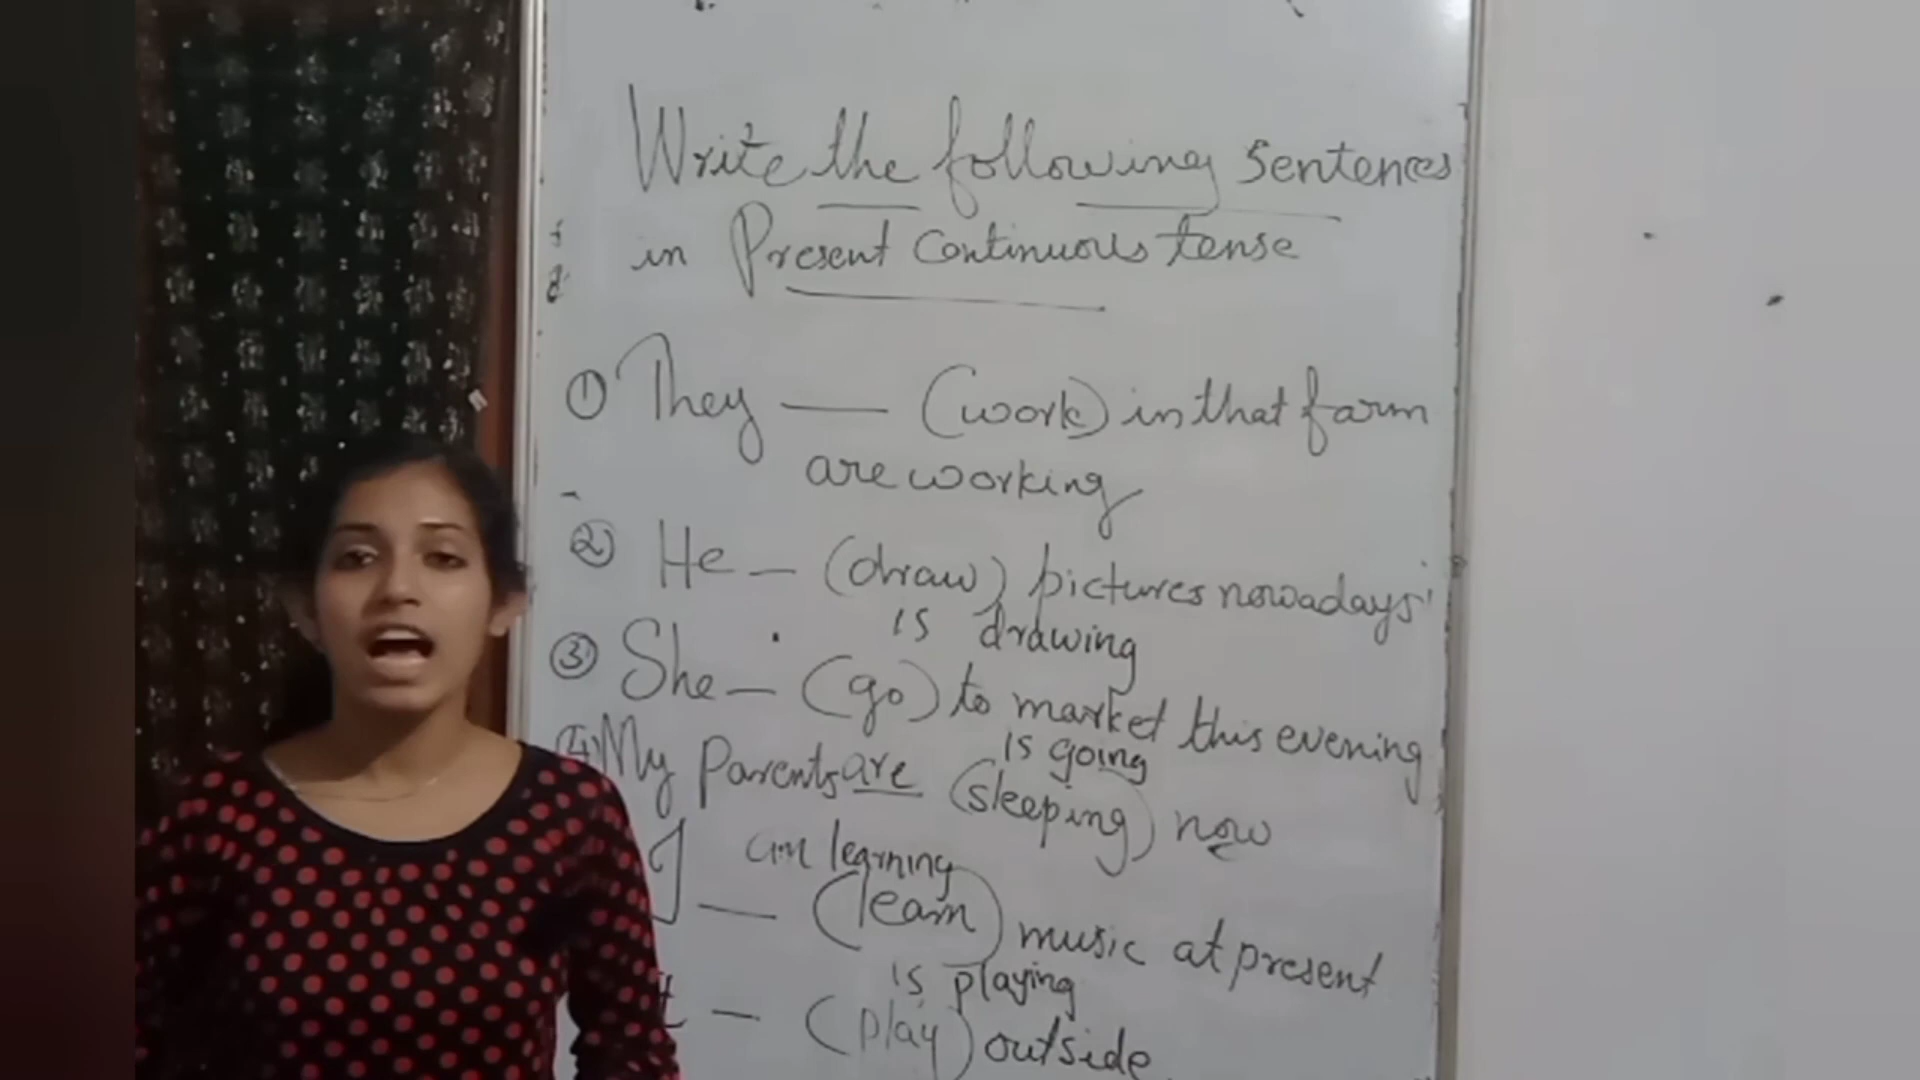 Write the following Sentences
in Present Continuous tense
① They — (work) in that farm
are working
② He — (draw) pictures nowadays
is drawing
③ She — (go) to market this evening
is going
④ My Parents are (sleeping) now
am learning
I — (learn) music at present
is playing
— (play) outside